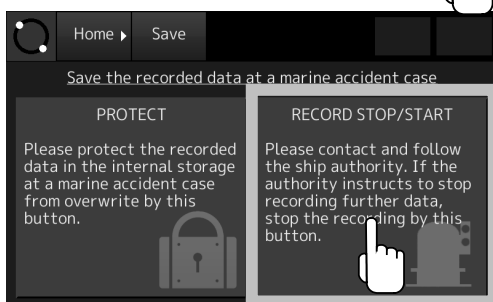 Home ▸ Save
Save the recorded data at a marine accident case
PROTECT
Please protect the recorded
data in the internal storage
at a marine accident case
from overwrite by this
button.
RECORD STOP/START
Please contact and follow
the ship authority. If the
authority instructs to stop
recording further data,
stop the recording by this
button.